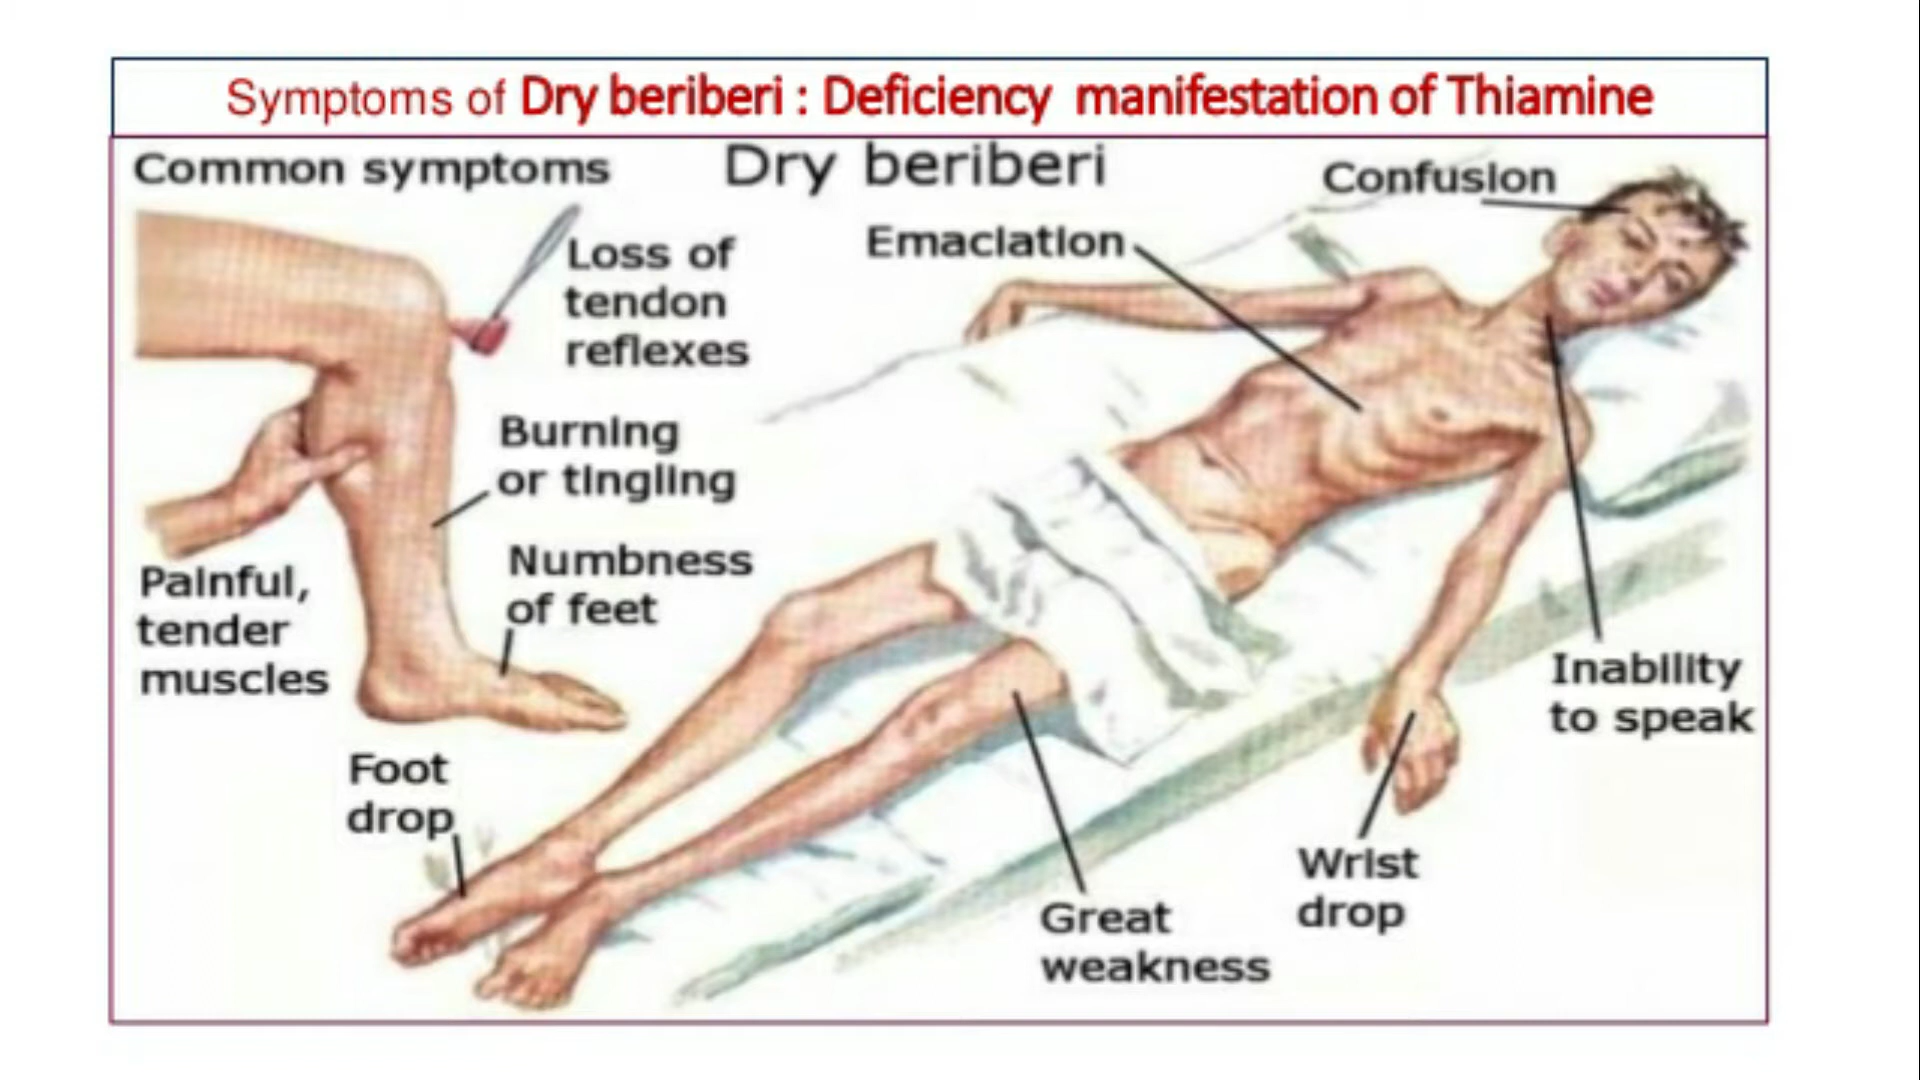 Symptoms of Dry beriberi : Deficiency manifestation of Thiamine
Common symptoms
Dry beriberi
Confusion
Emaciation
Loss of
tendon
reflexes
Burning
or tingling
Numbness
of feet
Painful,
tender
muscles
Foot
drop
Inability
to speak
Wrist
drop
Great
weakness